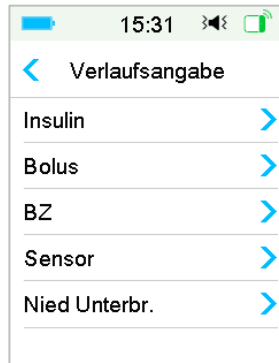 15:31
Verlaufsangabe
Insulin
Bolus
BZ
Sensor
Nied Unterbr.